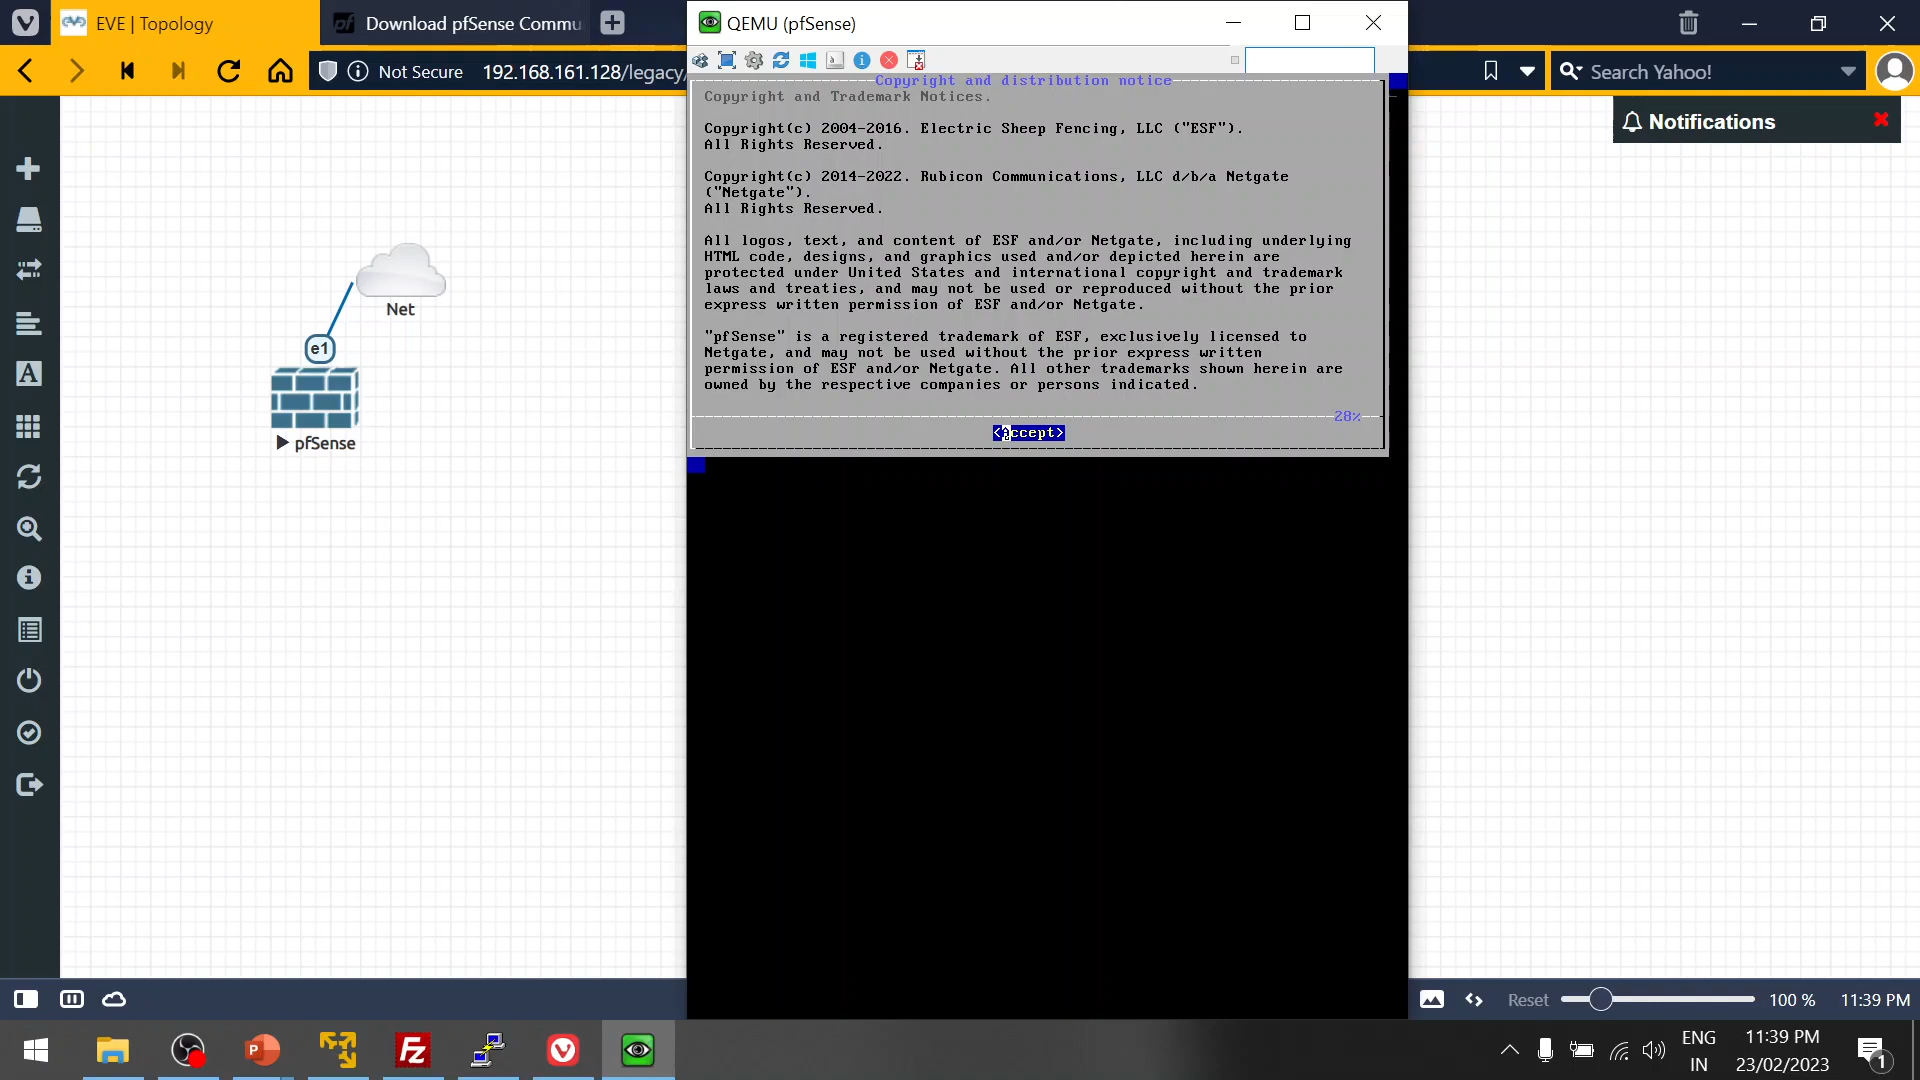 EVE | Topology
Download pfSense Commu
QEMU (pfSense)
Not Secure 192.168.161.128/legacy/
Search Yahoo!
Notifications
Copyright and distribution notice
Copyright and Trademark Notices.
Copyright(c) 2004-2016. Electric Sheep Fencing, LLC ("ESF").
All Rights Reserved.
Copyright(c) 2014-2022. Rubicon Communications, LLC d/b/a Netgate
("Netgate").
All Rights Reserved.
All logos, text, and content of ESF and/or Netgate, including underlying
HTML code, designs, and graphics used and/or depicted herein are
protected under United States and international copyright and trademark
laws and treaties, and may not be used or reproduced without the prior
express written permission of ESF and/or Netgate.
"pfSense" is a registered trademark of ESF, exclusively licensed to
Netgate, and may not be used without the prior express written
permission of ESF and/or Netgate. All other trademarks shown herein are
owned by the respective companies or persons indicated.
28%
<Accept>
Net
e1
pfSense
Reset 100 % 11:39 PM
ENG
IN
11:39 PM
23/02/2023
1